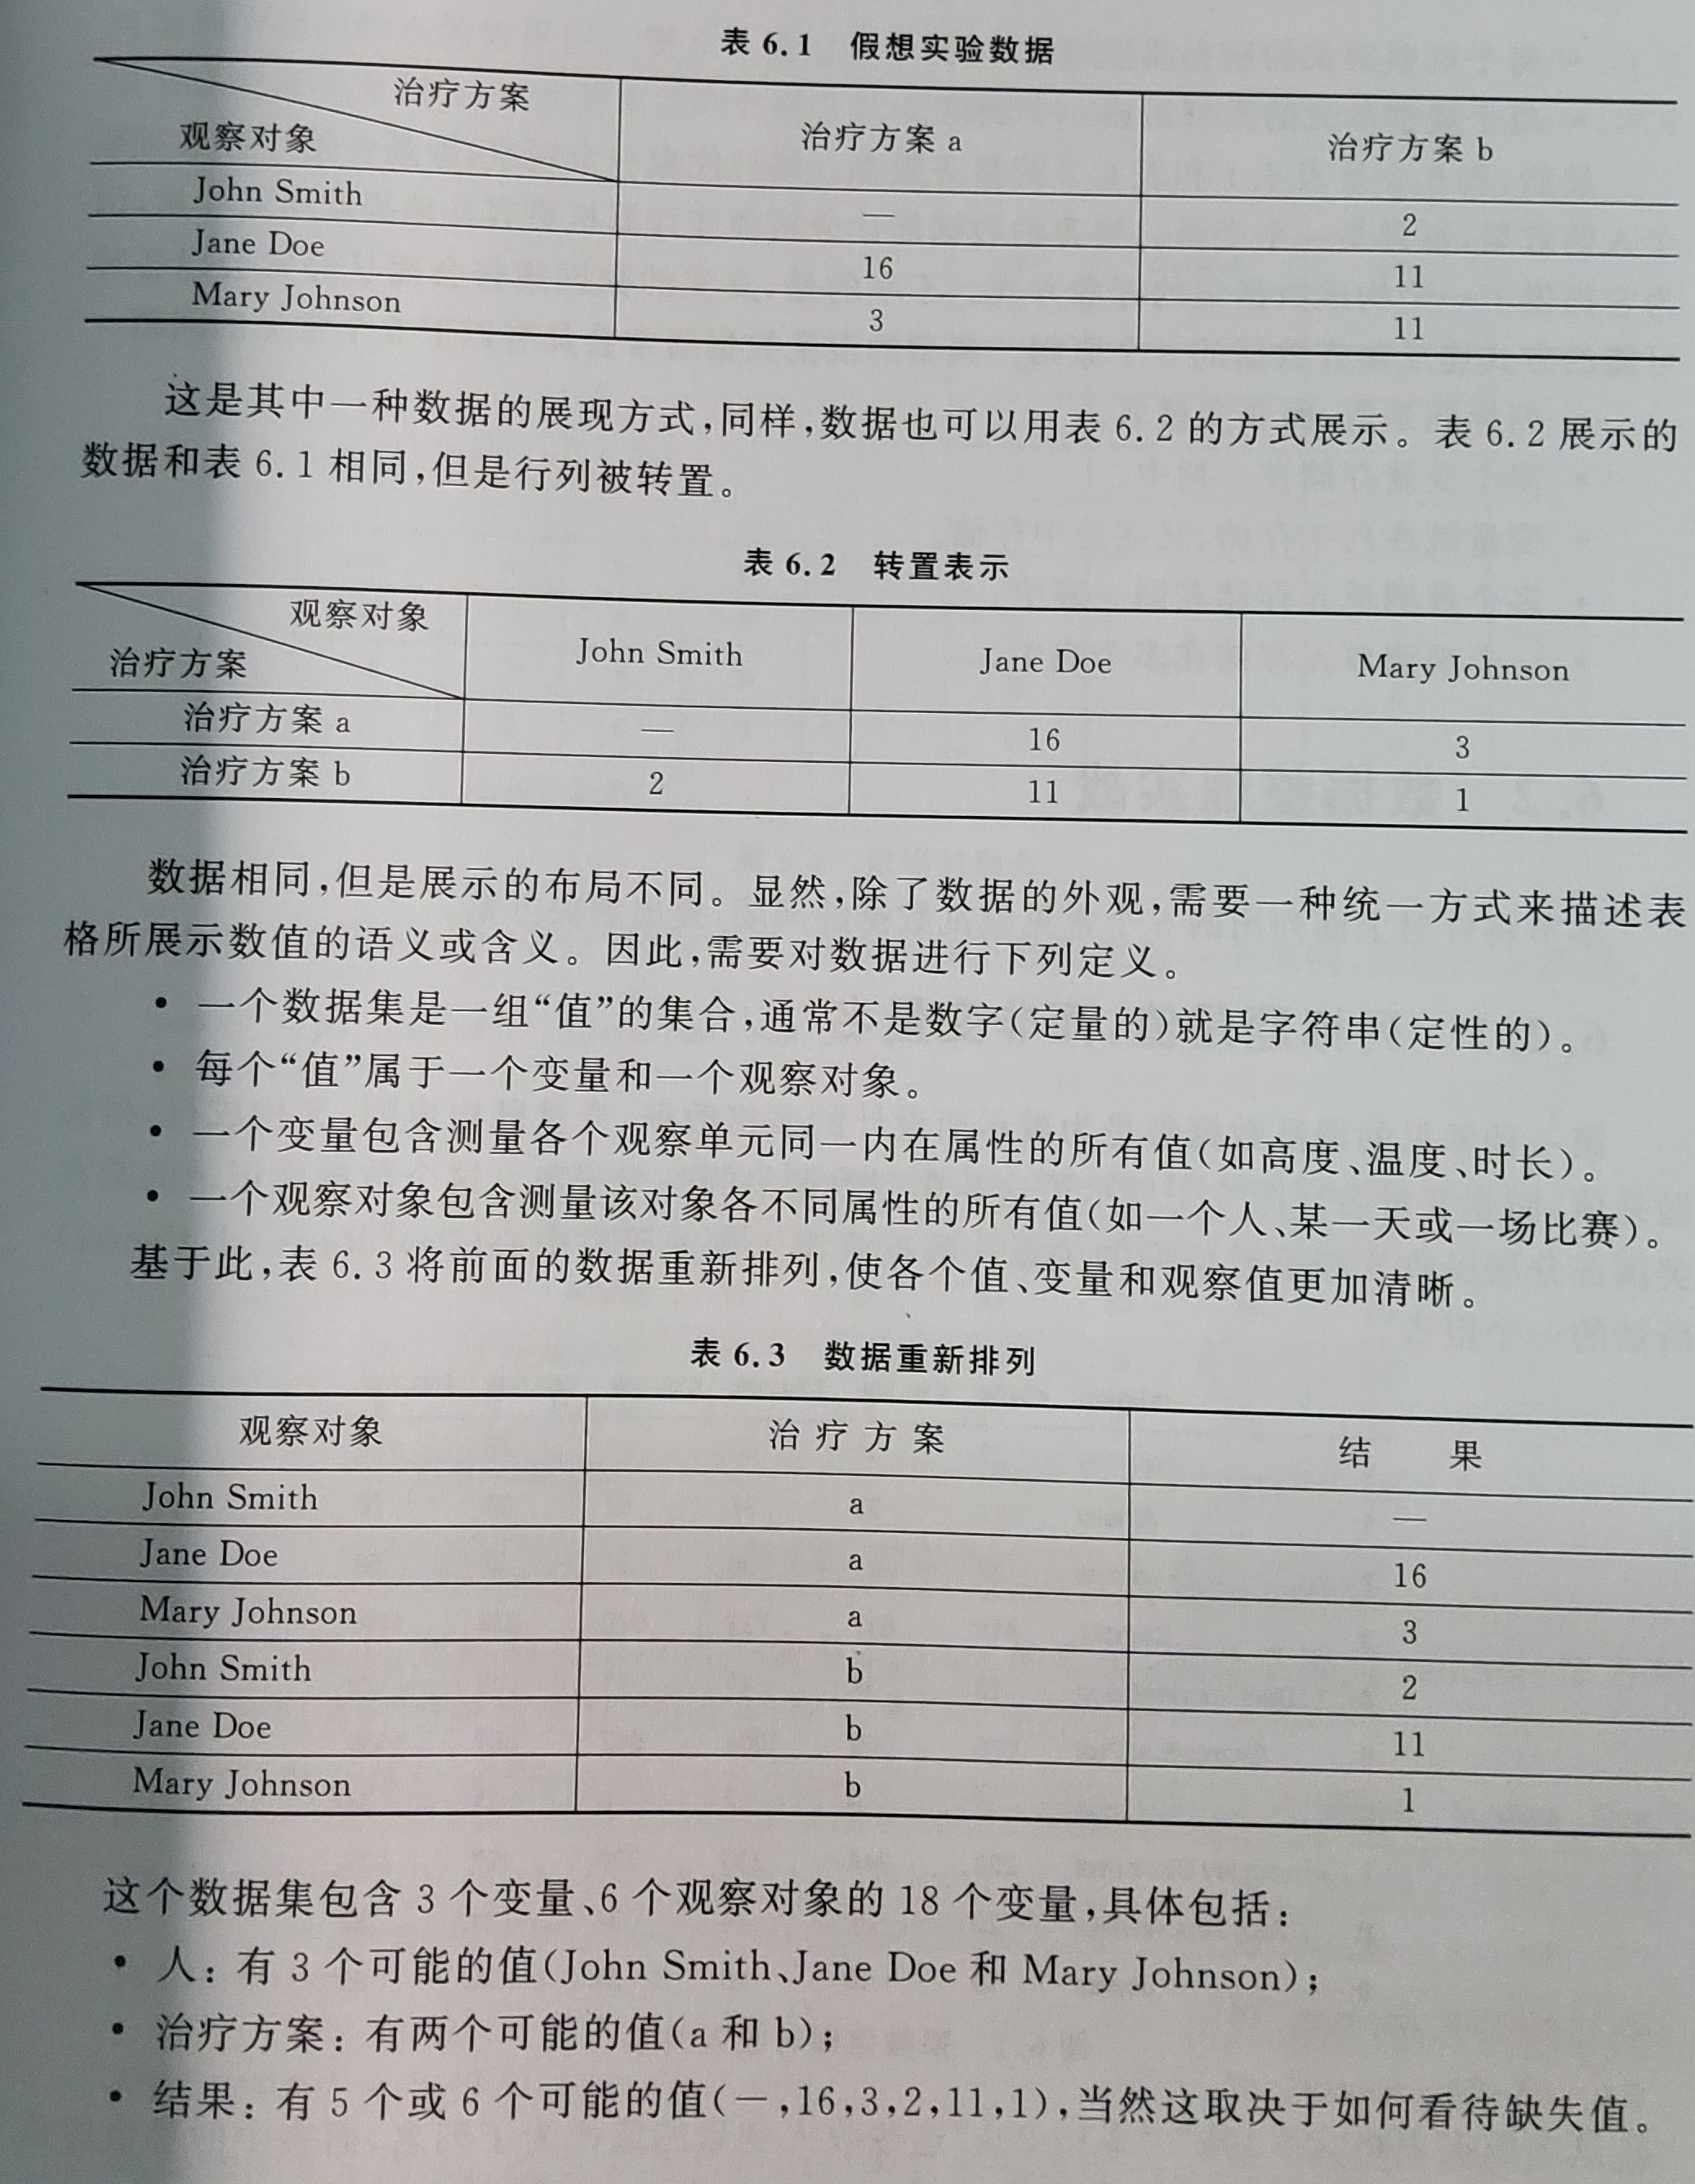 表 6.1 假想实验数据
治疗方案
观察对象
治疗方案 a 治疗方案 b
John Smith — 2
Jane Doe 16 11
Mary Johnson 3 11
这是其中一种数据的展现方式,同样,数据也可以用表 6.2 的方式展示。表 6.2 展示的
数据和表 6.1 相同,但是行列被转置。
表 6.2 转置表示
观察对象
治疗方案
John Smith Jane Doe Mary Johnson
治疗方案 a — 16 3
治疗方案 b 2 11 1
数据相同,但是展示的布局不同。显然,除了数据的外观,需要一种统一方式来描述表
格所展示数值的语义或含义。因此,需要对数据进行下列定义。
• 一个数据集是一组“值”的集合,通常不是数字(定量的)就是字符串(定性的)。
• 每个“值”属于一个变量和一个观察对象。
• 一个变量包含测量各个观察单元同一内在属性的所有值(如高度、温度、时长)。
• 一个观察对象包含测量该对象各不同属性的所有值(如一个人、某一天或一场比赛)。
基于此,表 6.3 将前面的数据重新排列,使各个值、变量和观察值更加清晰。
表 6.3 数据重新排列
观察对象 治疗方案 结果
John Smith a —
Jane Doe a 16
Mary Johnson a 3
John Smith b 2
Jane Doe b 11
Mary Johnson b 1
这个数据集包含 3 个变量、6 个观察对象的 18 个变量,具体包括:
• 人: 有 3 个可能的值(John Smith、Jane Doe 和 Mary Johnson);
• 治疗方案: 有两个可能的值(a 和 b);
• 结果: 有 5 个或 6 个可能的值(—,16,3,2,11,1),当然这取决于如何看待缺失值。